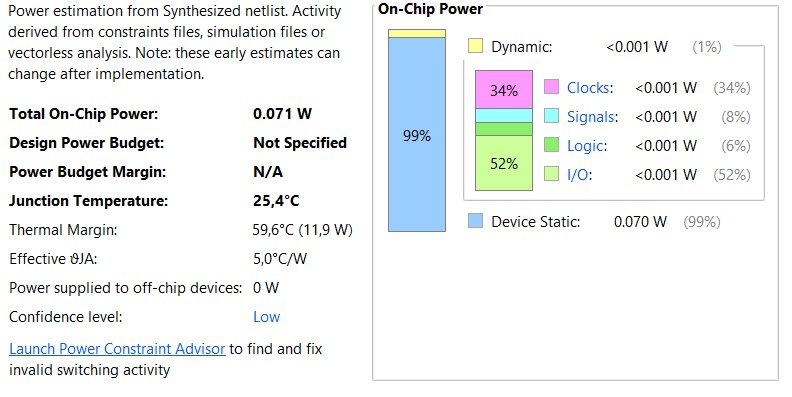 Power estimation from Synthesized netlist. Activity
derived from constraints files, simulation files or
vectorless analysis. Note: these early estimates can
change after implementation.
Total On-Chip Power: 0.071 W
Design Power Budget: Not Specified
Power Budget Margin: N/A
Junction Temperature: 25,4°C
Thermal Margin: 59,6°C (11,9 W)
Effective ϑJA: 5,0°C/W
Power supplied to off-chip devices: 0 W
Confidence level: Low
Launch Power Constraint Advisor to find and fix
invalid switching activity
On-Chip Power
99%
Dynamic: <0.001 W (1%)
34%
52%
Clocks: <0.001 W (34%)
Signals: <0.001 W (8%)
Logic: <0.001 W (6%)
I/O: <0.001 W (52%)
Device Static: 0.070 W (99%)